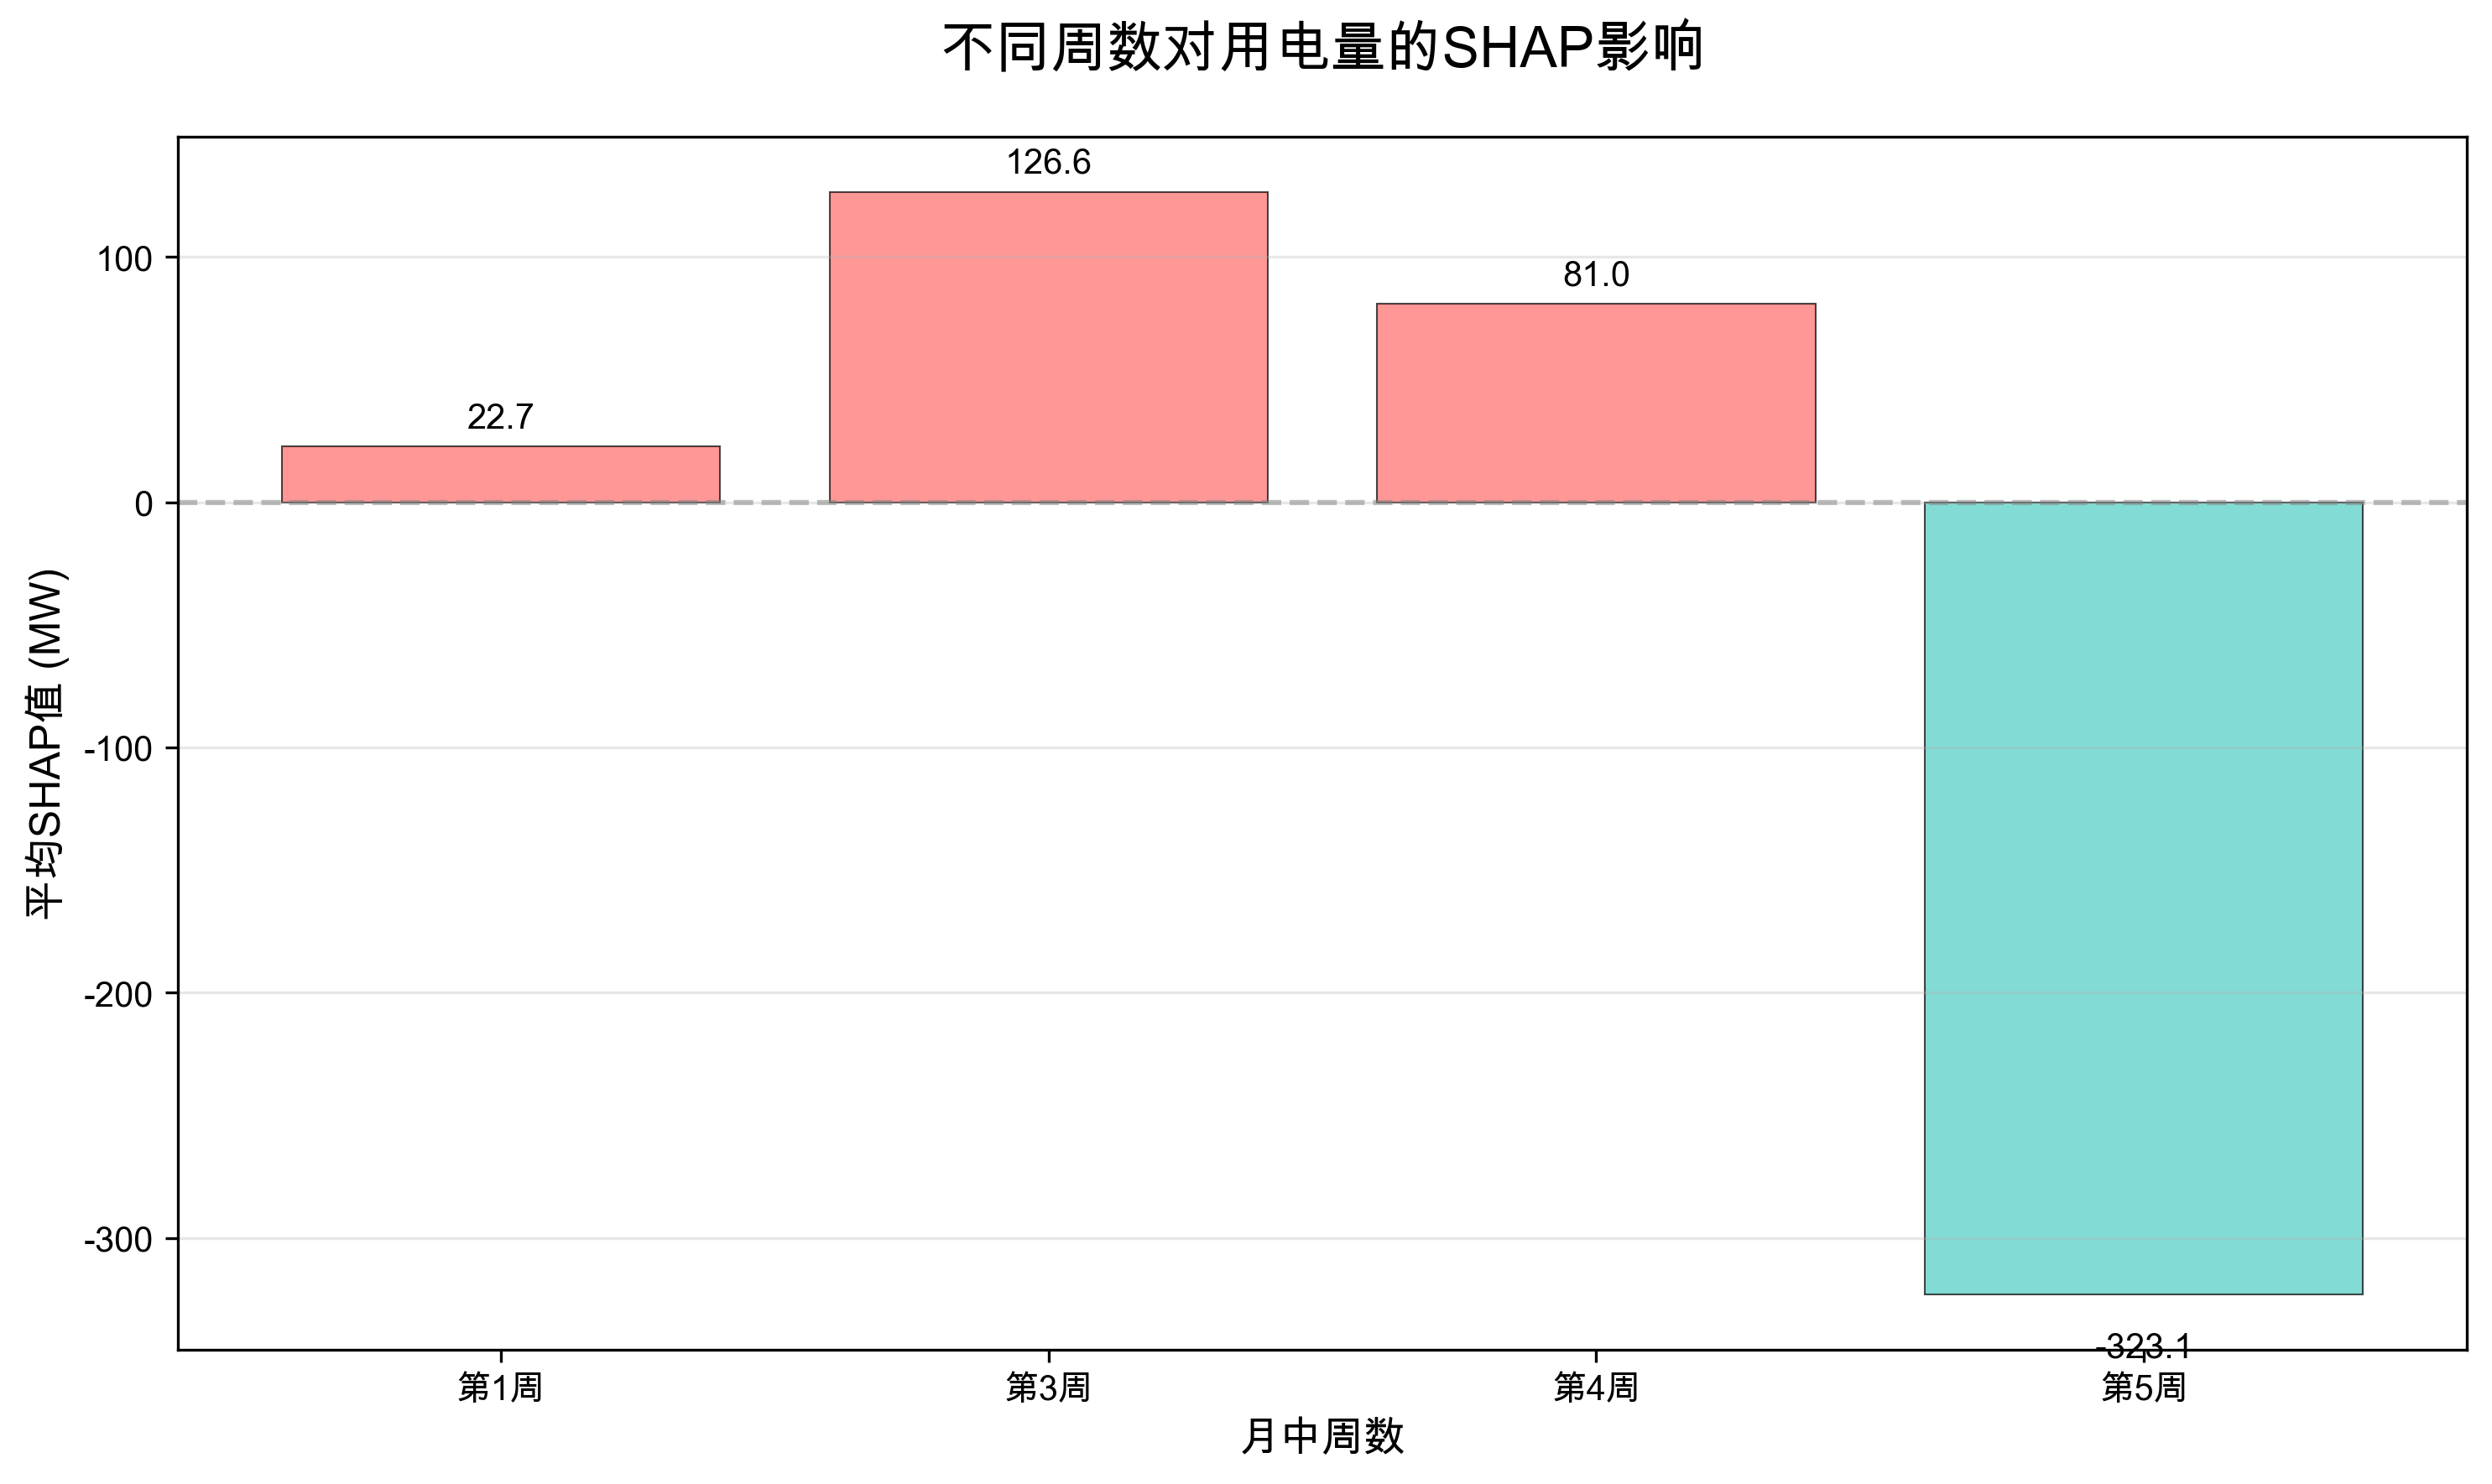 不同周数对用电量的SHAP影响
126.6
100
81.0
22.7
0
平均SHAP值 (MW)
-100
-200
-300
-323.1
第1周
第3周
第4周
第5周
月中周数